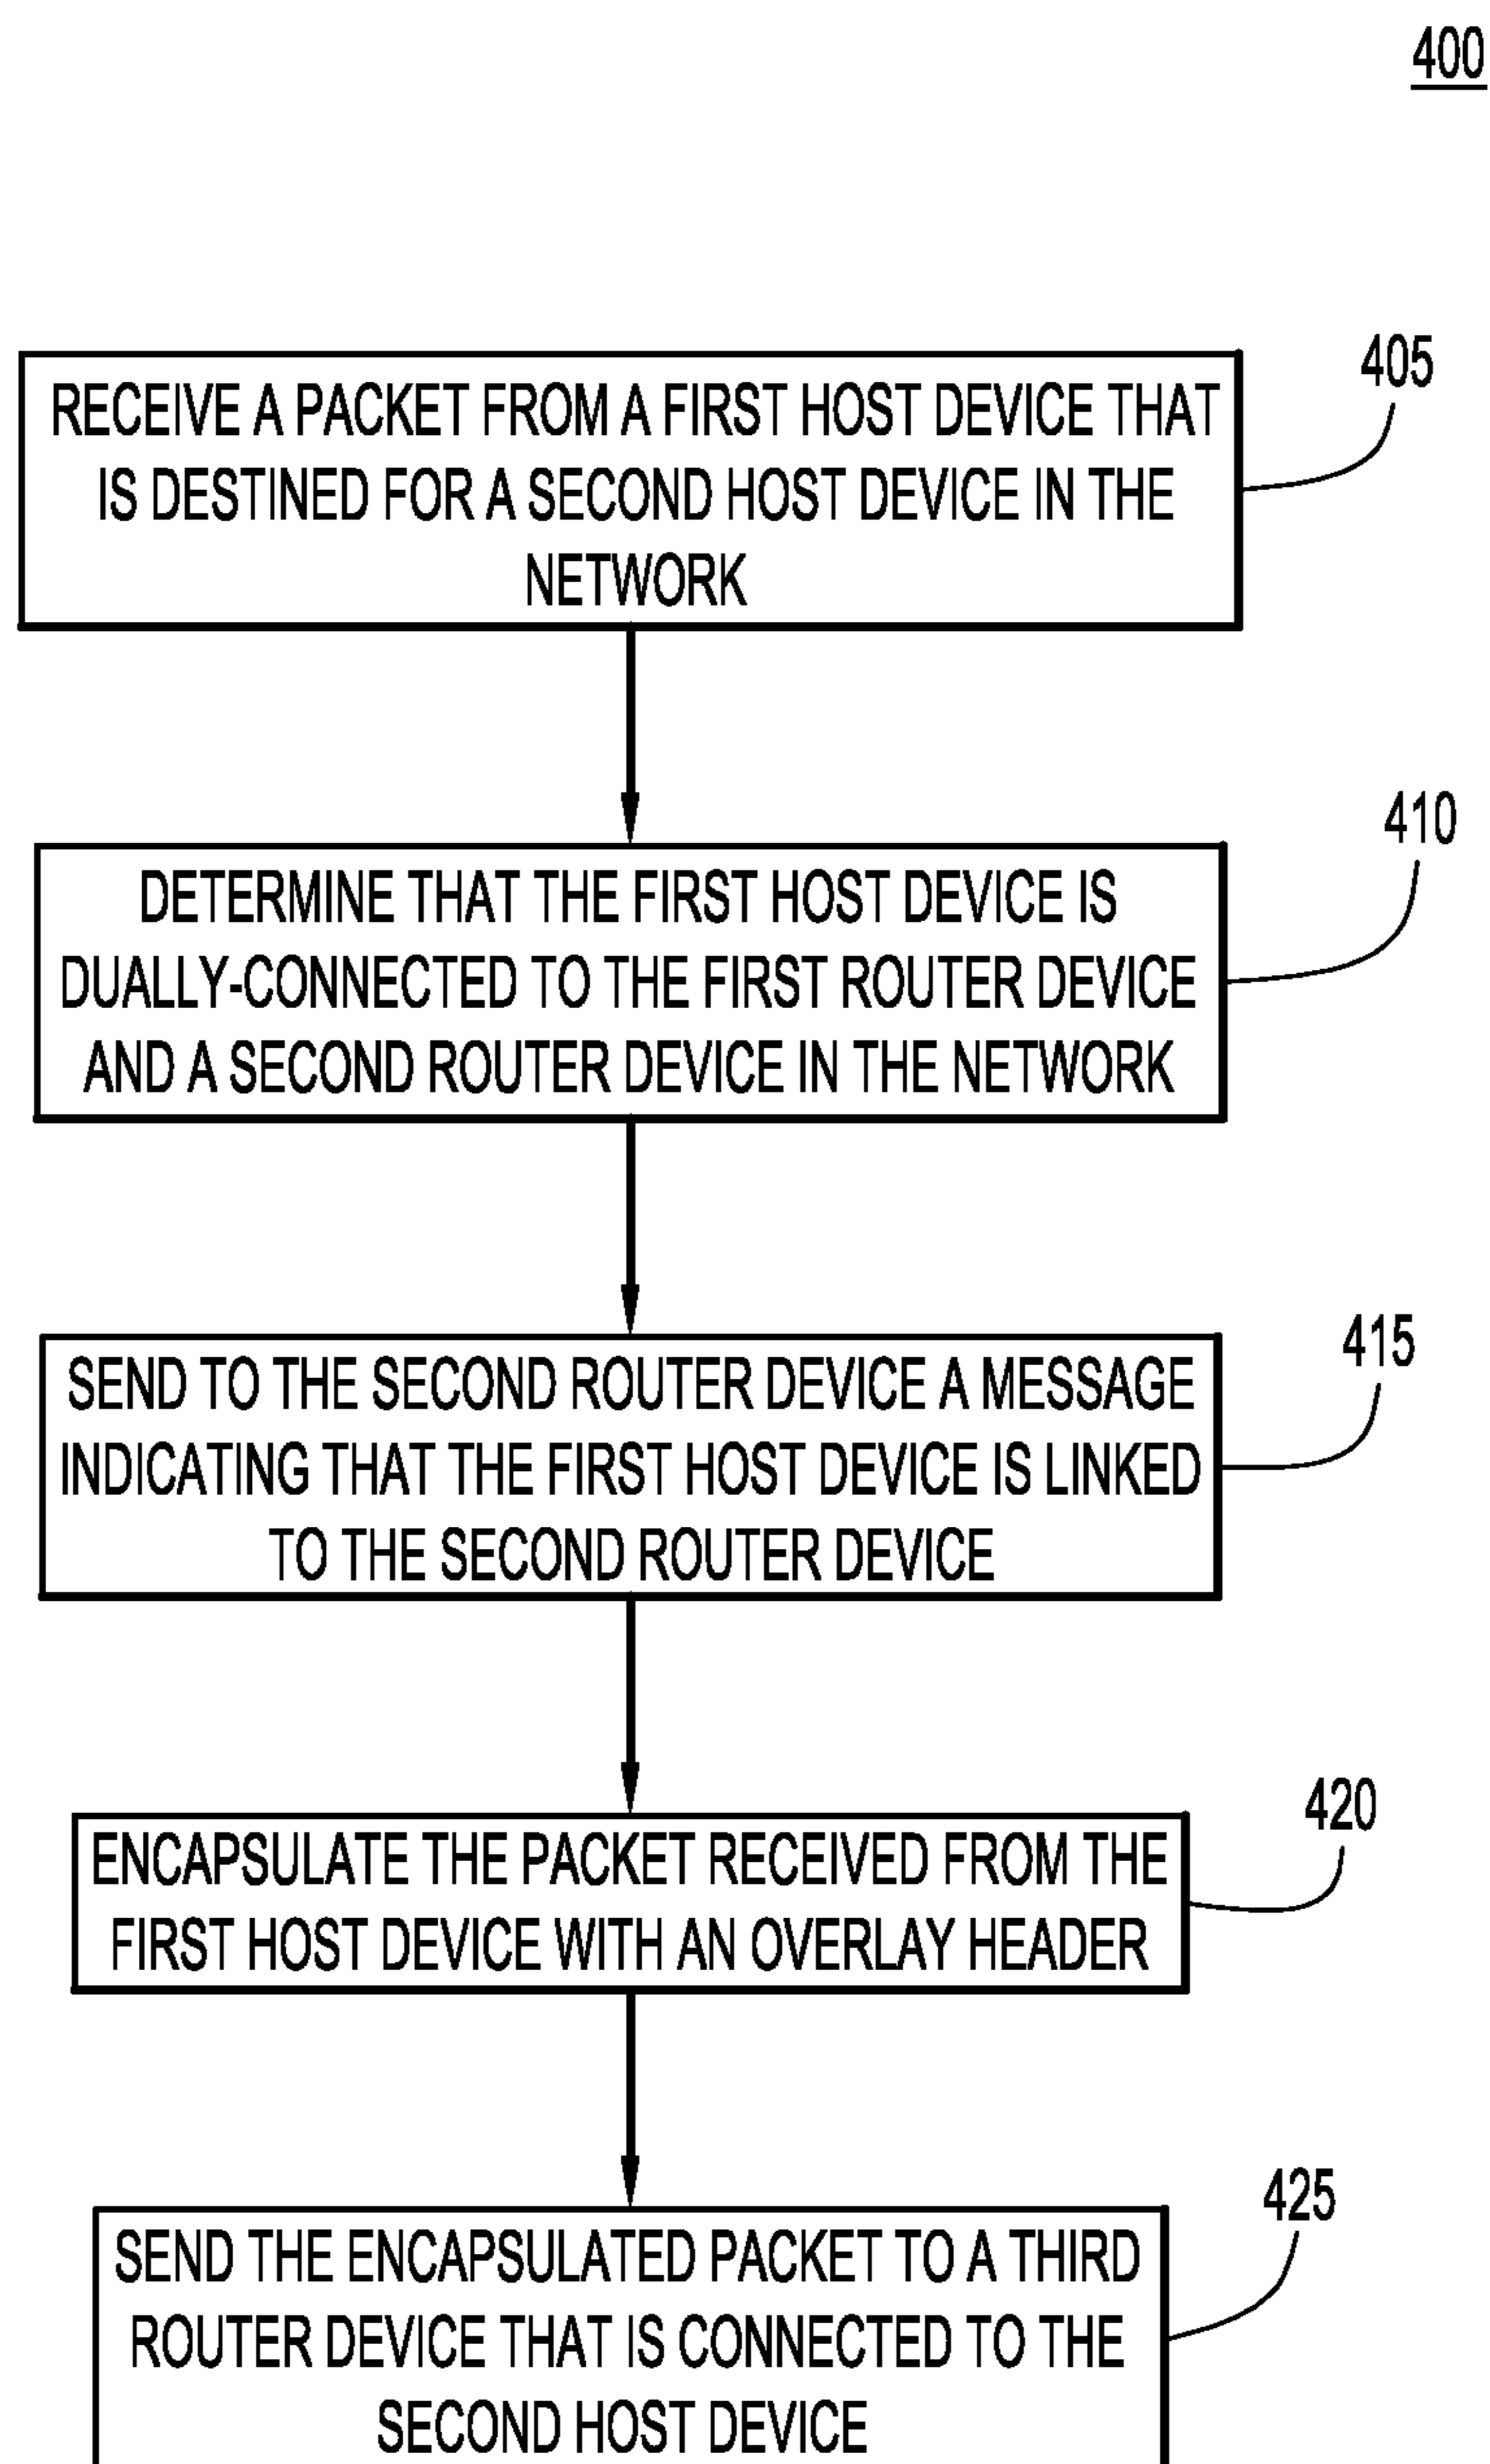 400
RECEIVE A PACKET FROM A FIRST HOST DEVICE THAT
IS DESTINED FOR A SECOND HOST DEVICE IN THE
NETWORK
405
DETERMINE THAT THE FIRST HOST DEVICE IS
DUALLY-CONNECTED TO THE FIRST ROUTER DEVICE
AND A SECOND ROUTER DEVICE IN THE NETWORK
410
SEND TO THE SECOND ROUTER DEVICE A MESSAGE
INDICATING THAT THE FIRST HOST DEVICE IS LINKED
TO THE SECOND ROUTER DEVICE
415
ENCAPSULATE THE PACKET RECEIVED FROM THE
FIRST HOST DEVICE WITH AN OVERLAY HEADER
420
SEND THE ENCAPSULATED PACKET TO A THIRD
ROUTER DEVICE THAT IS CONNECTED TO THE
SECOND HOST DEVICE
425